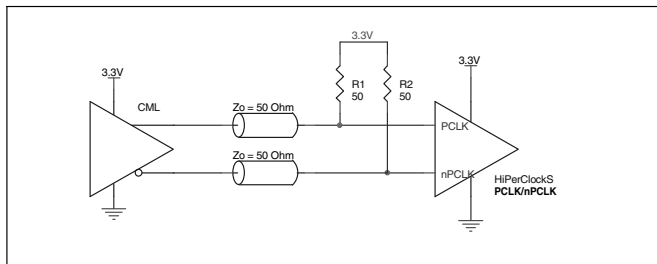 3.3V
3.3V
R1
50
R2
50
3.3V
CML
Zo = 50 Ohm
PCLK
Zo = 50 Ohm
nPCLK
HiPerClockS
PCLK/nPCLK